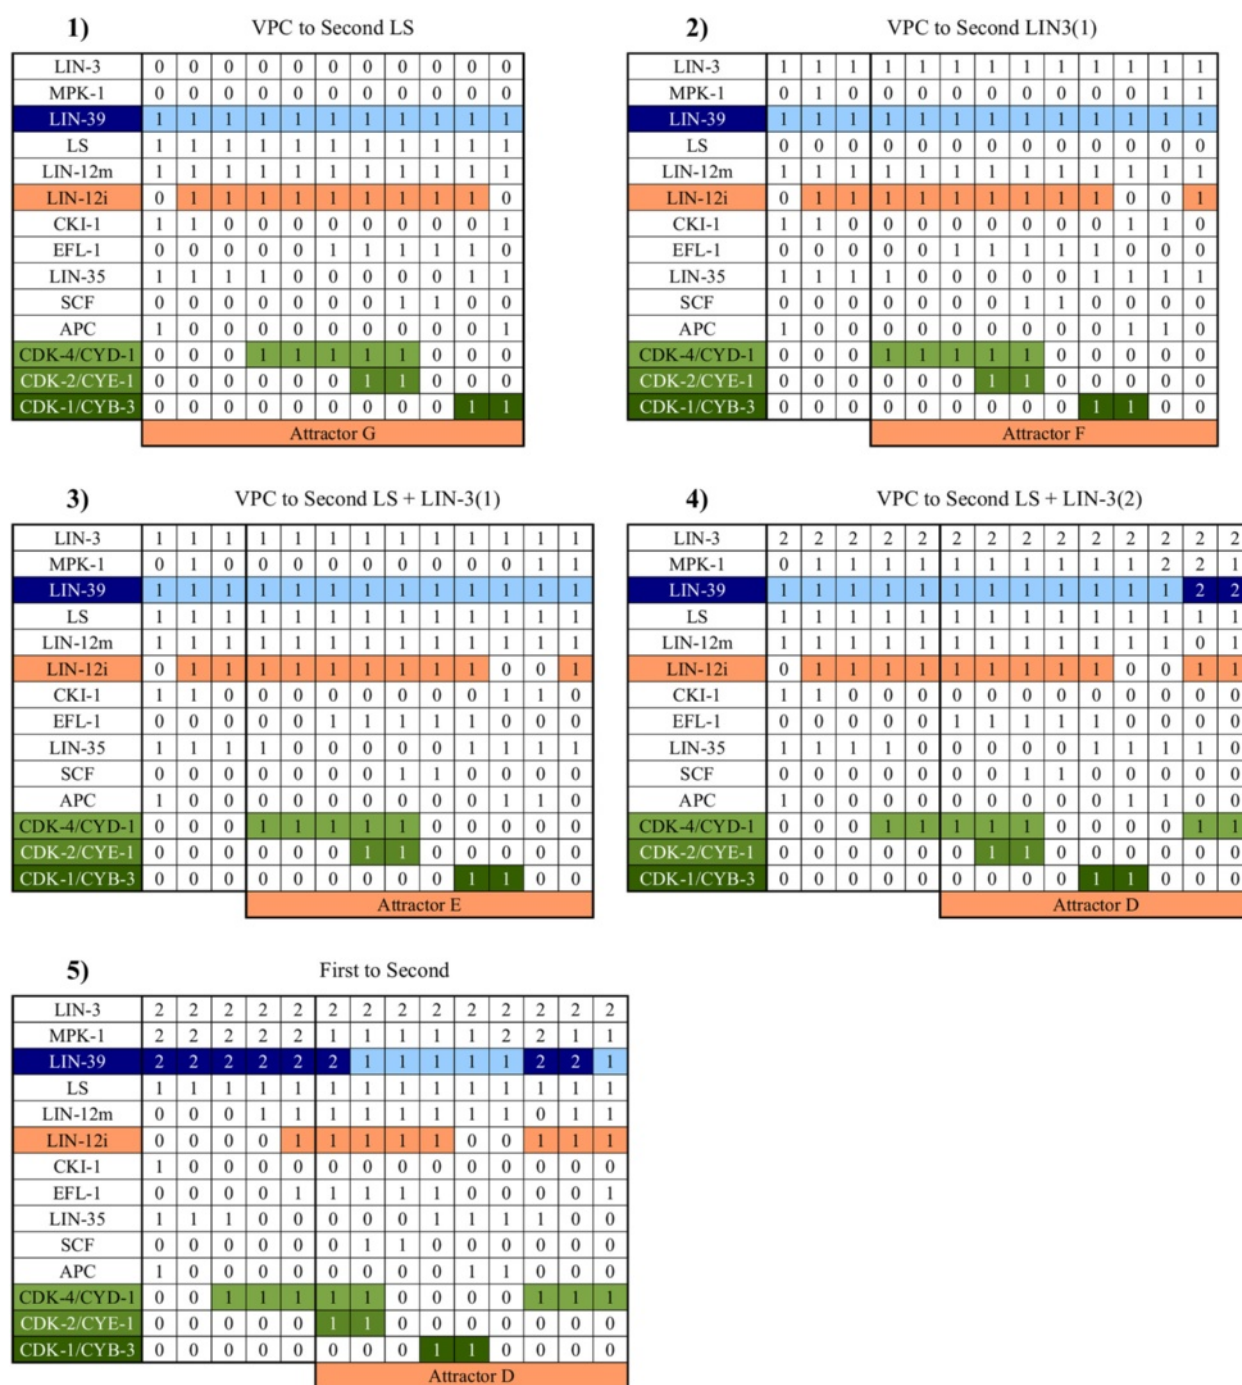 1) VPC to Second LS
LIN-3 0 0 0 0 0 0 0 0 0 0 0
MPK-1 0 0 0 0 0 0 0 0 0 0 0
LIN-39 1 1 1 1 1 1 1 1 1 1 1
LS 1 1 1 1 1 1 1 1 1 1 1
LIN-12m 1 1 1 1 1 1 1 1 1 1 1
LIN-12i 0 1 1 1 1 1 1 1 1 1 0
CKI-1 1 1 0 0 0 0 0 0 0 0 1
EFL-1 0 0 0 0 0 1 1 1 1 1 0
LIN-35 1 1 1 1 0 0 0 0 0 1 1
SCF 0 0 0 0 0 0 0 1 1 0 0
APC 1 0 0 0 0 0 0 0 0 0 1
CDK-4/CYD-1 0 0 0 1 1 1 1 1 0 0 0
CDK-2/CYE-1 0 0 0 0 0 0 1 1 0 0 0
CDK-1/CYB-3 0 0 0 0 0 0 0 0 0 1 1
Attractor G
2) VPC to Second LIN3(1)
LIN-3 1 1 1 1 1 1 1 1 1 1 1 1 1
MPK-1 0 1 0 0 0 0 0 0 0 0 0 1 1
LIN-39 1 1 1 1 1 1 1 1 1 1 1 1 1
LS 0 0 0 0 0 0 0 0 0 0 0 0 0
LIN-12m 1 1 1 1 1 1 1 1 1 1 1 1 1
LIN-12i 0 1 1 1 1 1 1 1 1 1 0 0 1
CKI-1 1 1 0 0 0 0 0 0 0 0 1 1 0
EFL-1 0 0 0 0 0 1 1 1 1 1 0 0 0
LIN-35 1 1 1 1 0 0 0 0 0 1 1 1 1
SCF 0 0 0 0 0 0 0 1 1 0 0 0 0
APC 1 0 0 0 0 0 0 0 0 0 1 1 0
CDK-4/CYD-1 0 0 0 1 1 1 1 1 0 0 0 0 0
CDK-2/CYE-1 0 0 0 0 0 0 1 1 0 0 0 0 0
CDK-1/CYB-3 0 0 0 0 0 0 0 0 0 1 1 0 0
Attractor F
3) VPC to Second LS + LIN-3(1)
LIN-3 1 1 1 1 1 1 1 1 1 1 1 1 1
MPK-1 0 1 0 0 0 0 0 0 0 0 0 1 1
LIN-39 1 1 1 1 1 1 1 1 1 1 1 1 1
LS 1 1 1 1 1 1 1 1 1 1 1 1 1
LIN-12m 1 1 1 1 1 1 1 1 1 1 1 1 1
LIN-12i 0 1 1 1 1 1 1 1 1 1 0 0 1
CKI-1 1 1 0 0 0 0 0 0 0 0 1 1 0
EFL-1 0 0 0 0 0 1 1 1 1 1 0 0 0
LIN-35 1 1 1 1 0 0 0 0 0 1 1 1 1
SCF 0 0 0 0 0 0 0 1 1 0 0 0 0
APC 1 0 0 0 0 0 0 0 0 0 1 1 0
CDK-4/CYD-1 0 0 0 1 1 1 1 1 0 0 0 0 0
CDK-2/CYE-1 0 0 0 0 0 0 1 1 0 0 0 0 0
CDK-1/CYB-3 0 0 0 0 0 0 0 0 0 1 1 0 0
Attractor E
4) VPC to Second LS + LIN-3(2)
LIN-3 2 2 2 2 2 2 2 2 2 2 2 2 2 2
MPK-1 0 1 1 1 1 1 1 1 1 1 1 2 2 1
LIN-39 1 1 1 1 1 1 1 1 1 1 1 1 2 2
LS 1 1 1 1 1 1 1 1 1 1 1 1 1 1
LIN-12m 1 1 1 1 1 1 1 1 1 1 1 1 0 1
LIN-12i 0 1 1 1 1 1 1 1 1 1 0 0 1 1
CKI-1 1 1 0 0 0 0 0 0 0 0 0 0 0 0
EFL-1 0 0 0 0 0 1 1 1 1 1 0 0 0 0
LIN-35 1 1 1 1 0 0 0 0 0 1 1 1 1 0
SCF 0 0 0 0 0 0 0 1 1 0 0 0 0 0
APC 1 0 0 0 0 0 0 0 0 0 1 1 0 0
CDK-4/CYD-1 0 0 0 1 1 1 1 1 0 0 0 0 1 1
CDK-2/CYE-1 0 0 0 0 0 0 1 1 0 0 0 0 0 0
CDK-1/CYB-3 0 0 0 0 0 0 0 0 0 1 1 0 0 0
Attractor D
5) First to Second
LIN-3 2 2 2 2 2 2 2 2 2 2 2 2 2 2
MPK-1 2 2 2 2 2 1 1 1 1 1 2 2 1 1
LIN-39 2 2 2 2 2 2 1 1 1 1 1 2 2 1
LS 1 1 1 1 1 1 1 1 1 1 1 1 1 1
LIN-12m 0 0 0 1 1 1 1 1 1 1 1 0 1 1
LIN-12i 0 0 0 0 1 1 1 1 1 0 0 1 1 1
CKI-1 1 0 0 0 0 0 0 0 0 0 0 0 0 0
EFL-1 0 0 0 0 1 1 1 1 1 0 0 0 0 1
LIN-35 1 1 1 0 0 0 0 0 1 1 1 1 0 0
SCF 0 0 0 0 0 0 1 1 0 0 0 0 0 0
APC 1 0 0 0 0 0 0 0 0 1 1 0 0 0
CDK-4/CYD-1 0 0 1 1 1 1 1 0 0 0 0 1 1 1
CDK-2/CYE-1 0 0 0 0 0 1 1 0 0 0 0 0 0 0
CDK-1/CYB-3 0 0 0 0 0 0 0 0 1 1 0 0 0 0
Attractor D